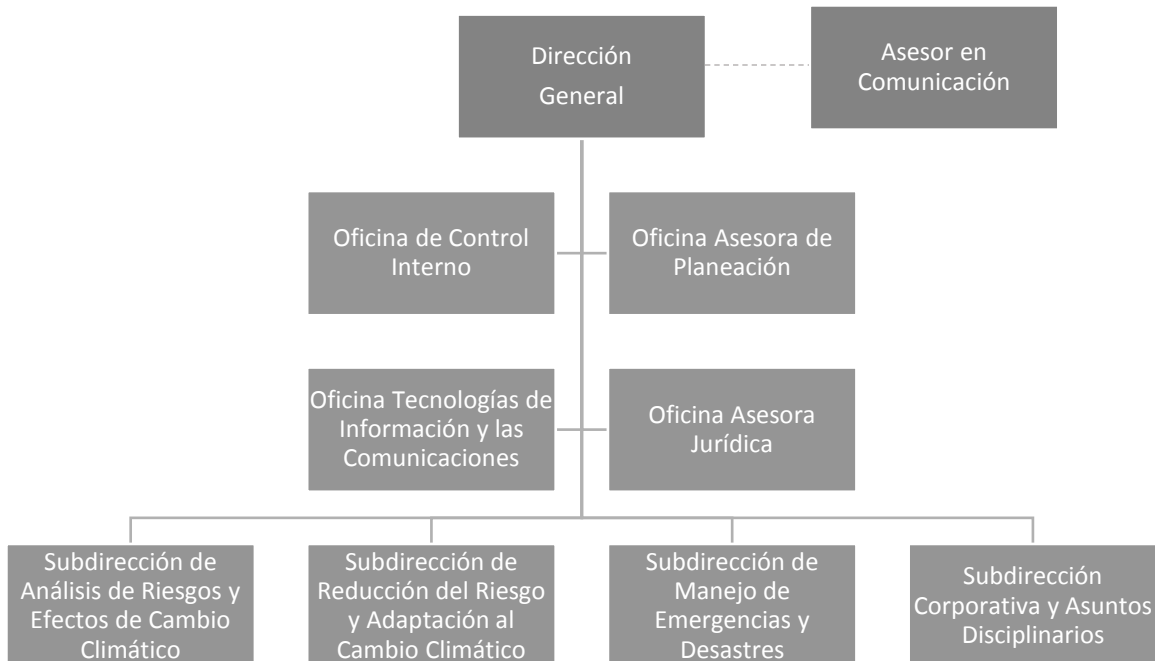 Dirección
General
Asesor en
Comunicación
Oficina de Control
Interno
Oficina Asesora de
Planeación
Oficina Tecnologías de
Información y las
Comunicaciones
Oficina Asesora
Jurídica
Subdirección de
Análisis de Riesgos y
Efectos de Cambio
Climático
Subdirección de
Reducción del Riesgo
y Adaptación al
Cambio Climático
Subdirección de
Manejo de
Emergencias y
Desastres
Subdirección
Corporativa y Asuntos
Disciplinarios